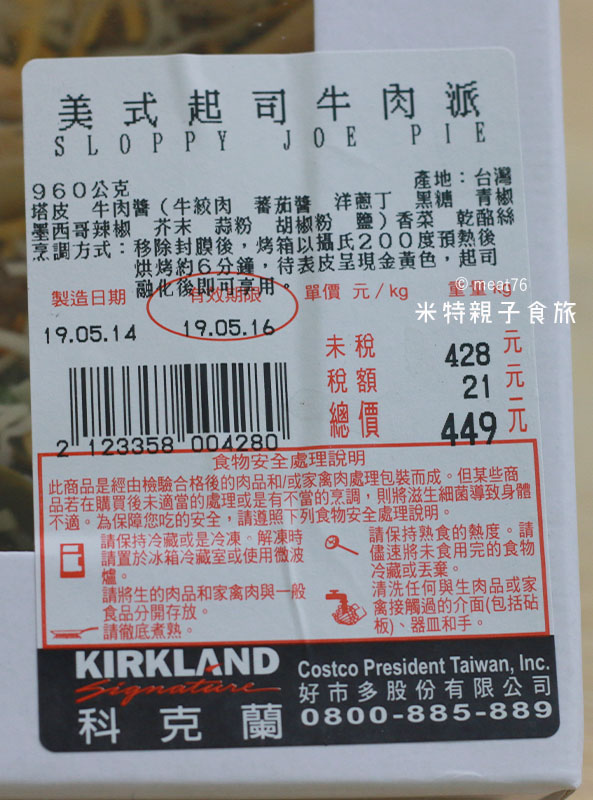 美式起司牛肉派
SLOPPY JOE PIE
960公克 產地：台灣
塔皮 牛肉醬（牛絞肉 蕃茄醬 洋蔥丁 黑糖 青椒
墨西哥辣椒 芥末 蒜粉 胡椒粉 鹽）香菜 乾酪絲
烹調方式：移除封膜後，烤箱以攝氏200度預熱後
烘烤約6分鐘，待表皮呈現金黃色，起司
融化後即可享用。
製造日期 有效期限 單價 元/kg 重量 kg
© meat76
米特親子食旅
19.05.14 19.05.16
未稅 428 元
稅額 21 元
總價 449 元
2 123358 004280
食物安全處理說明
此商品是經由檢驗合格後的肉品和/或家禽肉處理包裝而成。但某些商
品若在購買後未適當的處理或是有不當的烹調，則將滋生細菌導致身體
不適。為保障您吃的安全，請遵照下列食物安全處理說明。
請保持冷藏或是冷凍。解凍時
請置於冰箱冷藏室或使用微波
爐。
請將生的肉品和家禽肉與一般
食品分開存放。
請徹底煮熟。
請保持熟食的熱度。請
儘速將未食用完的食物
冷藏或丟棄。
清洗任何與生肉品或家
禽接觸過的介面(包括砧
板)、器皿和手。
KIRKLAND
Signature
科克蘭
Costco President Taiwan, Inc.
好市多股份有限公司
0800-885-889